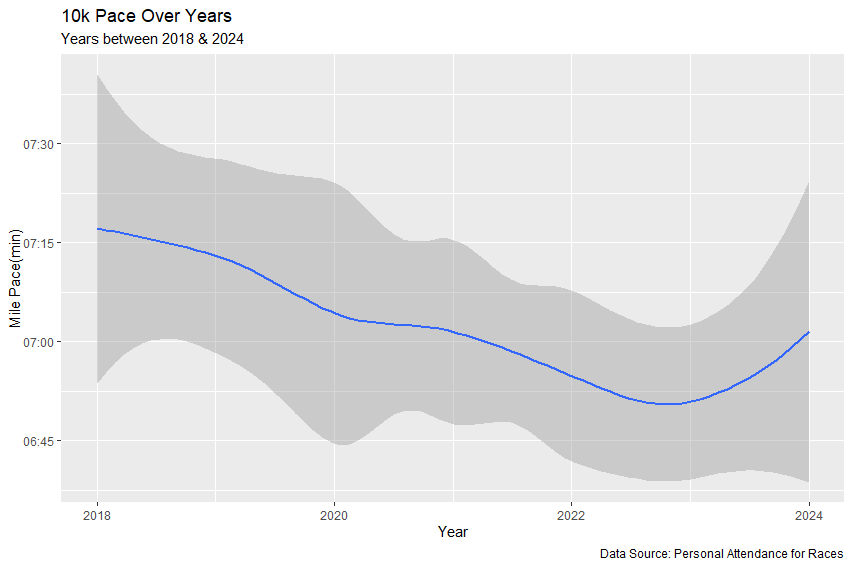 10k Pace Over Years
Years between 2018 & 2024
Mile Pace(min)
07:30
07:15
07:00
06:45
2018 2020 2022 2024
Year
Data Source: Personal Attendance for Races